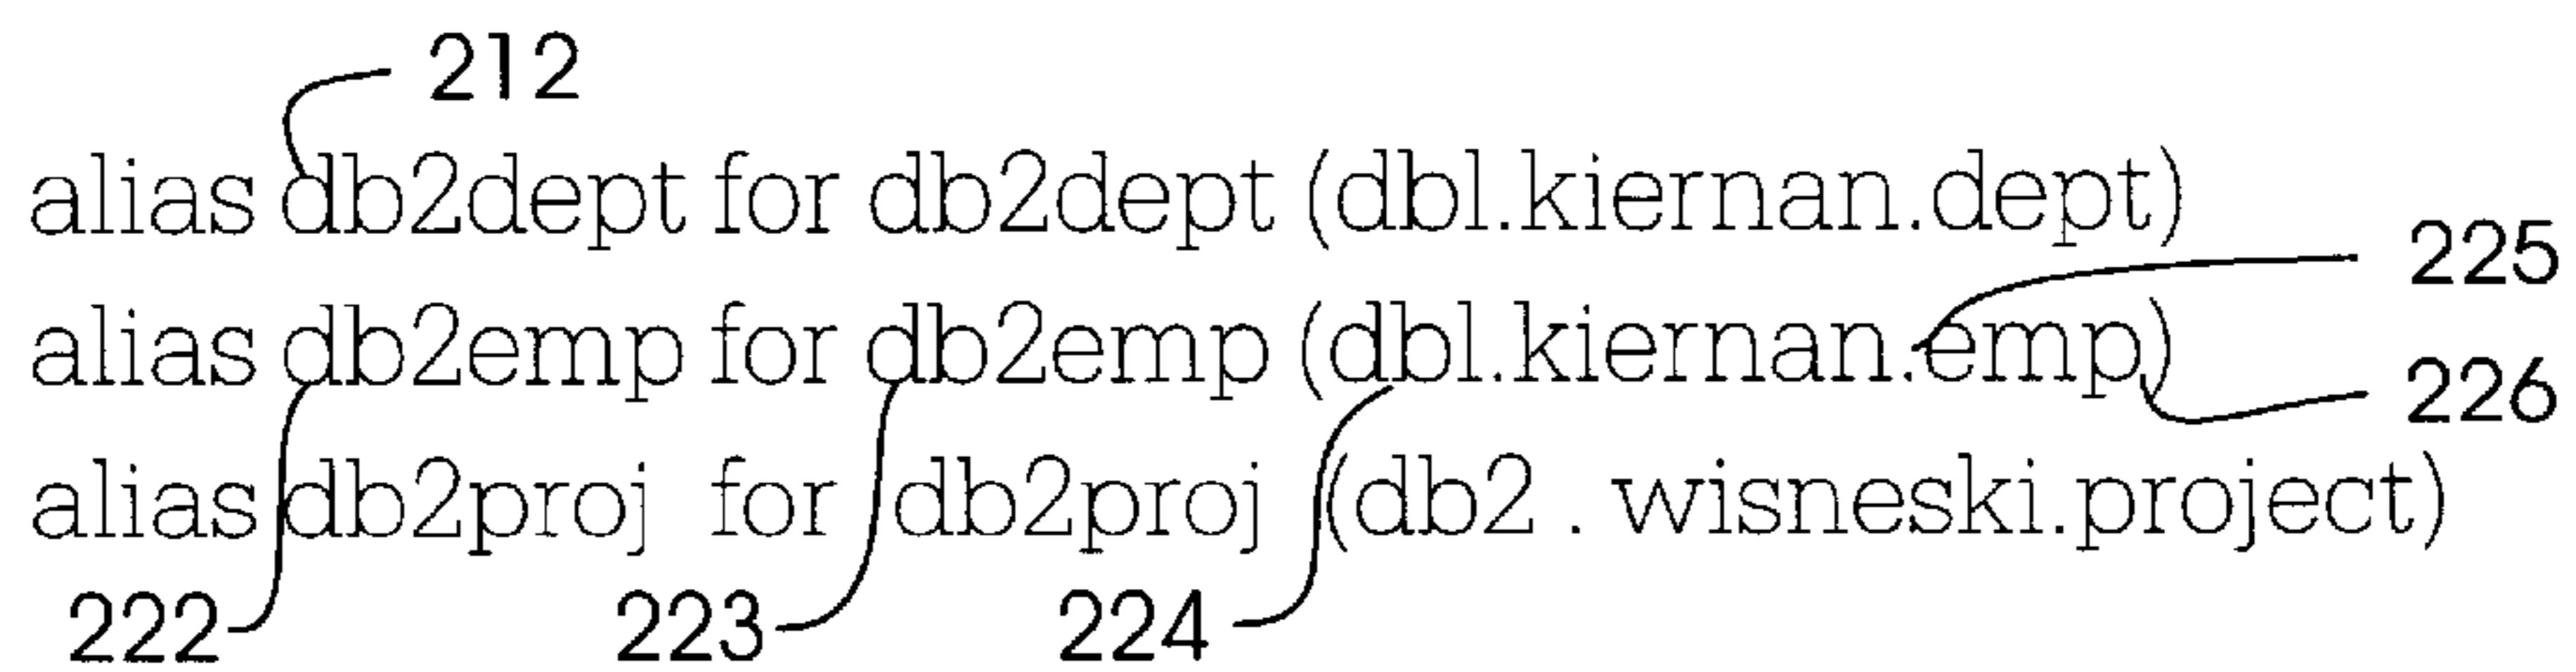 212
alias db2dept for db2dept (dbl.kiernan.dept)
225
alias db2emp for db2emp (dbl.kiernan.emp)
226
alias db2proj for db2proj (db2 . wisneski.project)
222 223 224